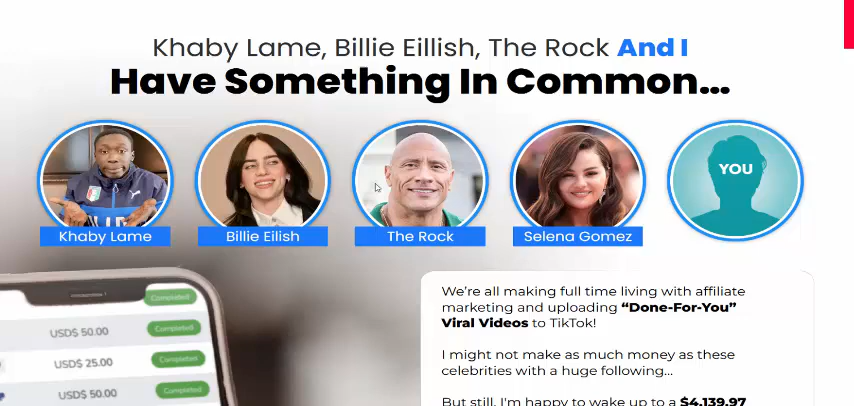 Khaby Lame, Billie Eillish, The Rock And I
Have Something In Common...
YOU
Khaby Lame
Billie Eilish
The Rock
Selena Gomez
Completed
USD$ 50.00
Completed
USD$ 25.00
Completed
USD$ 50.00
Completed
We're all making full time living with affiliate
marketing and uploading “Done-For-You”
Viral Videos to TikTok!
I might not make as much money as these
celebrities with a huge following...
But still, I'm happy to wake up to a $4,139.97